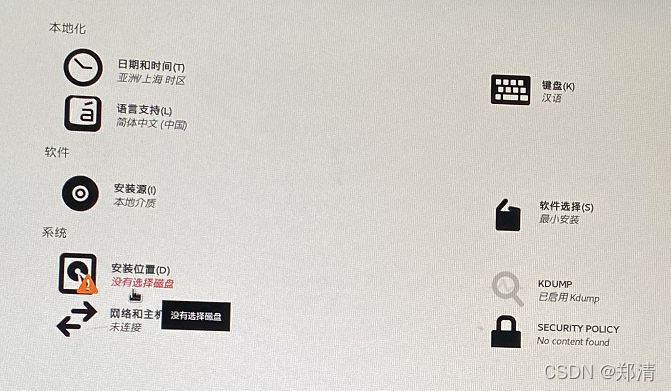 本地化
日期和时间(T)
亚洲/上海 时区
键盘(K)
汉语
语言支持(L)
简体中文 (中国)
软件
安装源(I)
本地介质
软件选择(S)
最小安装
系统
安装位置(D)
没有选择磁盘
KDUMP
已启用 Kdump
网络和主机
未连接
没有选择磁盘
SECURITY POLICY
No content found
CSDN @郑清